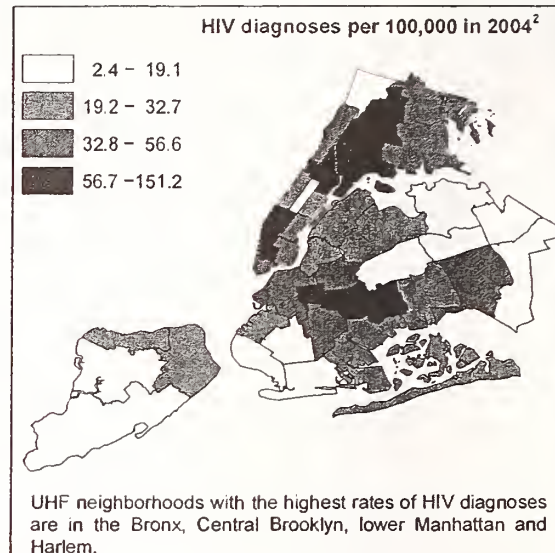 HIV diagnoses per 100,000 in 2004²
2.4 – 19.1
19.2 – 32.7
32.8 – 56.6
56.7 –151.2
UHF neighborhoods with the highest rates of HIV diagnoses
are in the Bronx, Central Brooklyn, lower Manhattan and
Harlem.